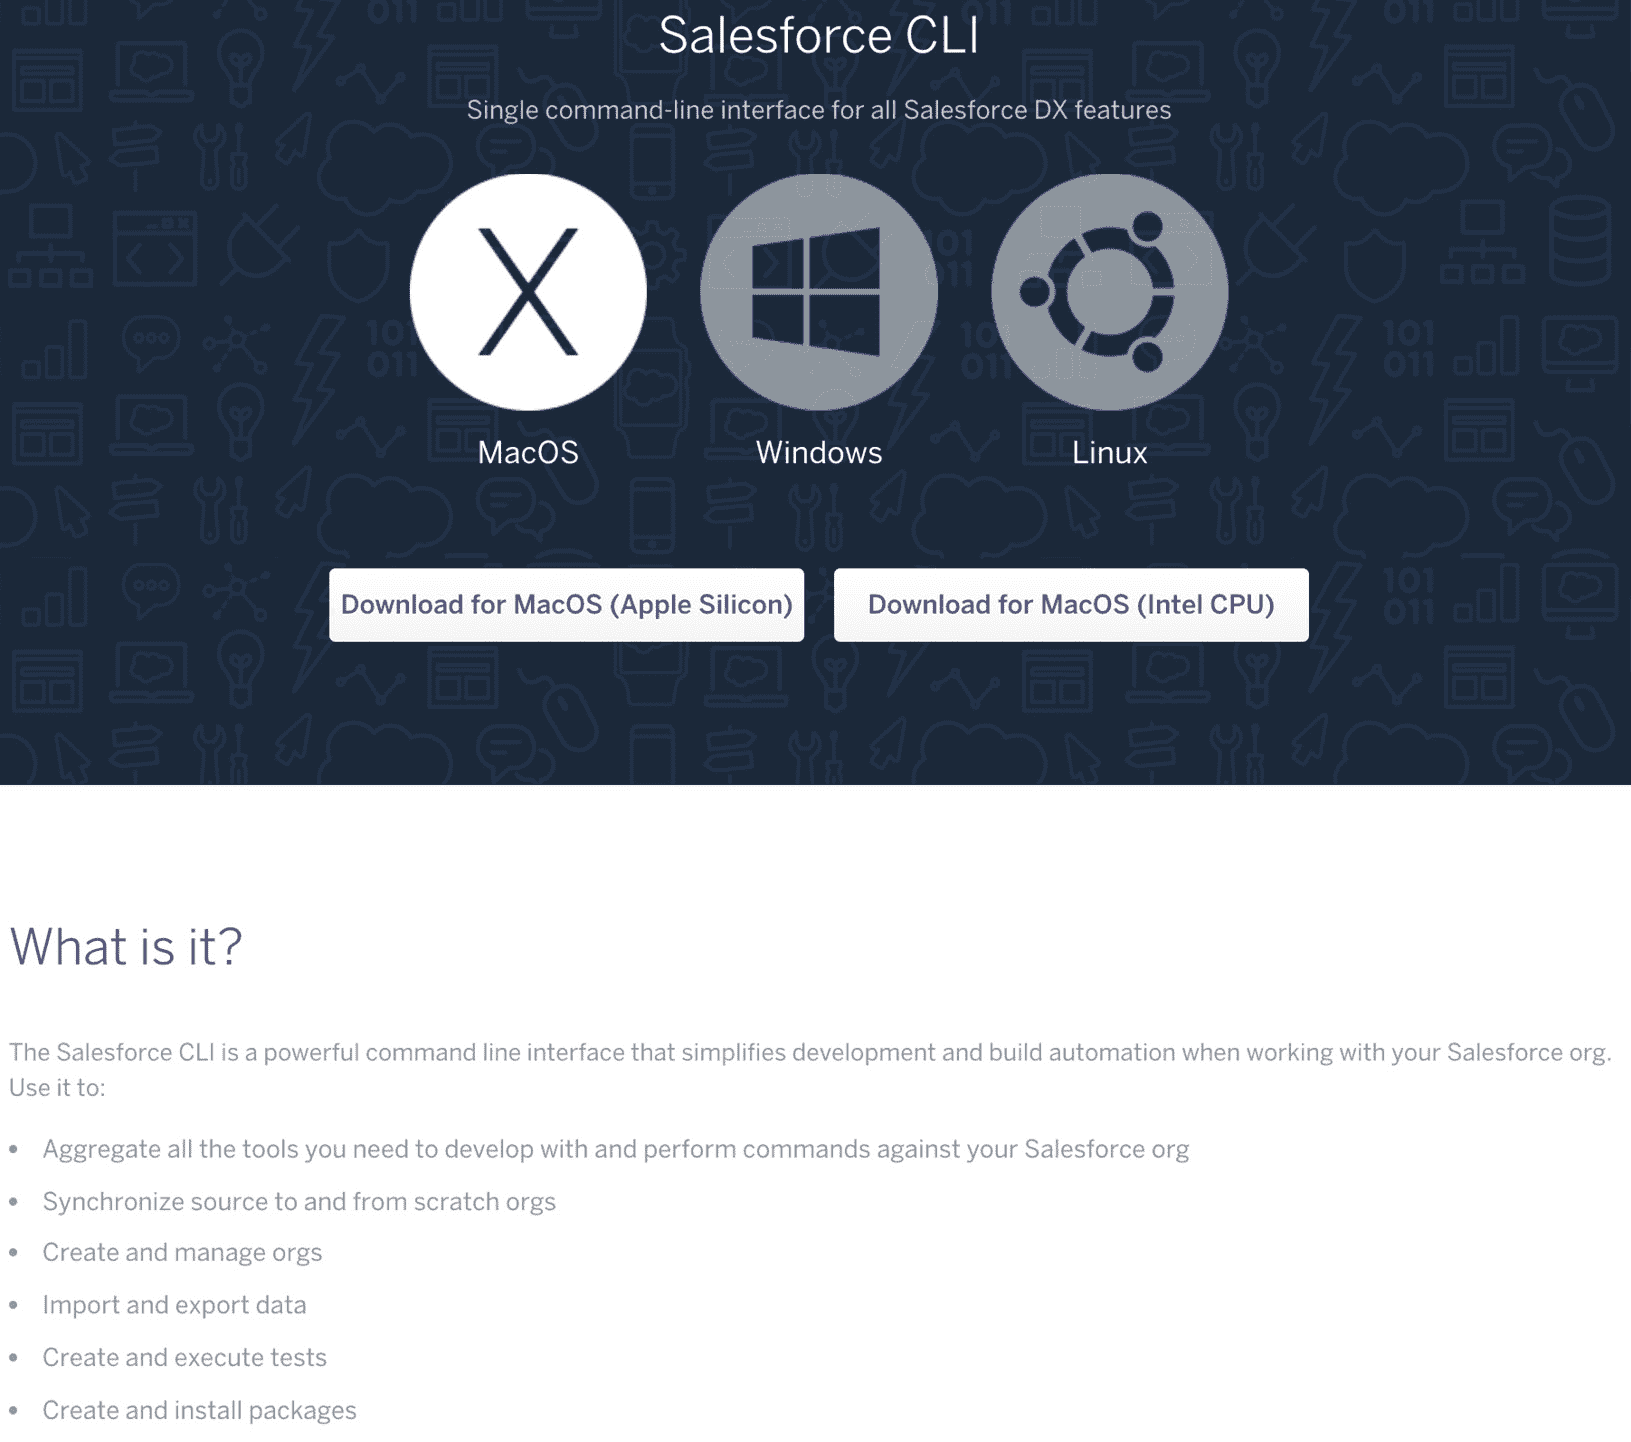 Salesforce CLI
Single command-line interface for all Salesforce DX features
MacOS
Windows
Linux
Download for MacOS (Apple Silicon)
Download for MacOS (Intel CPU)
What is it?
The Salesforce CLI is a powerful command line interface that simplifies development and build automation when working with your Salesforce org.
Use it to:
• Aggregate all the tools you need to develop with and perform commands against your Salesforce org
• Synchronize source to and from scratch orgs
• Create and manage orgs
• Import and export data
• Create and execute tests
• Create and install packages